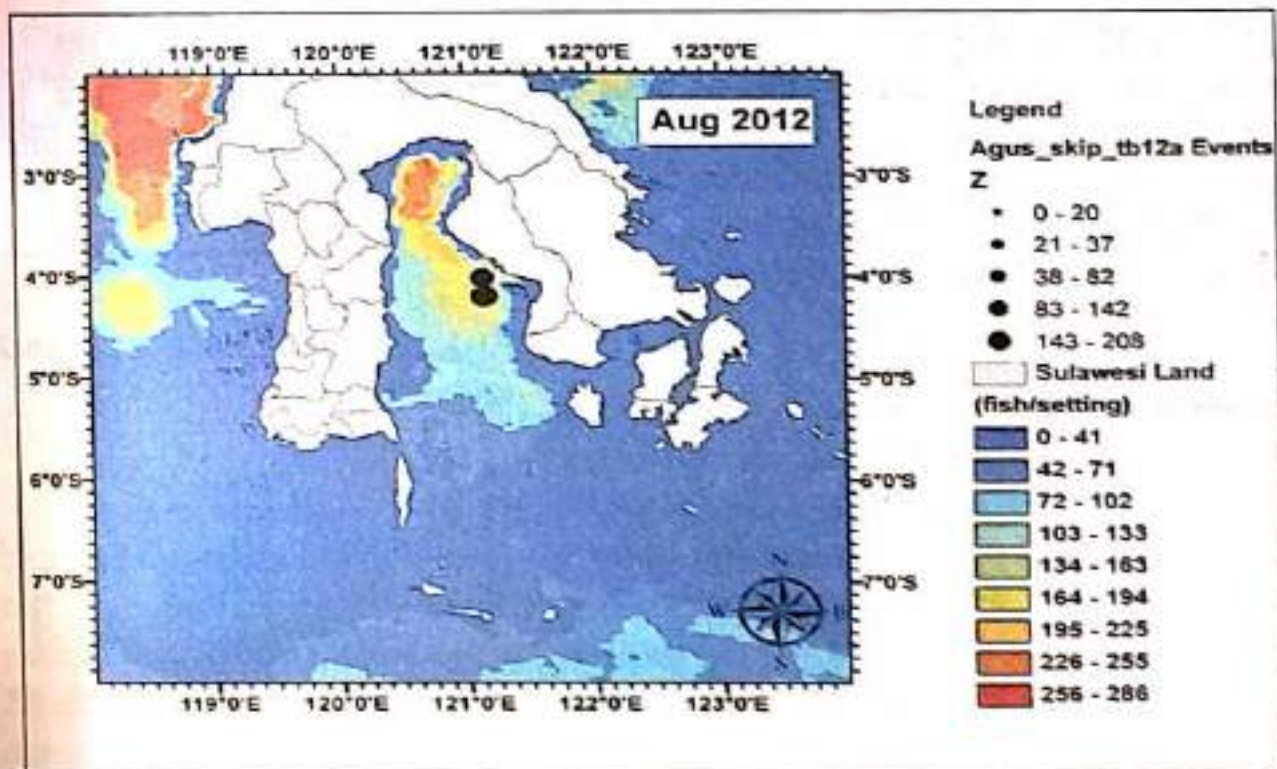 119°0'E 120°0'E 121°0'E 122°0'E 123°0'E
Aug 2012
3°0'S
4°0'S
5°0'S
6°0'S
7°0'S
3°0'S
4°0'S
5°0'S
6°0'S
7°0'S
119°0'E 120°0'E 121°0'E 122°0'E 123°0'E
Legend
Agus_skip_tb12a Events
Z
0 - 20
21 - 37
38 - 82
83 - 142
143 - 208
Sulawesi Land
(fish/setting)
0 - 41
42 - 71
72 - 102
103 - 133
134 - 163
164 - 194
195 - 225
226 - 255
256 - 286